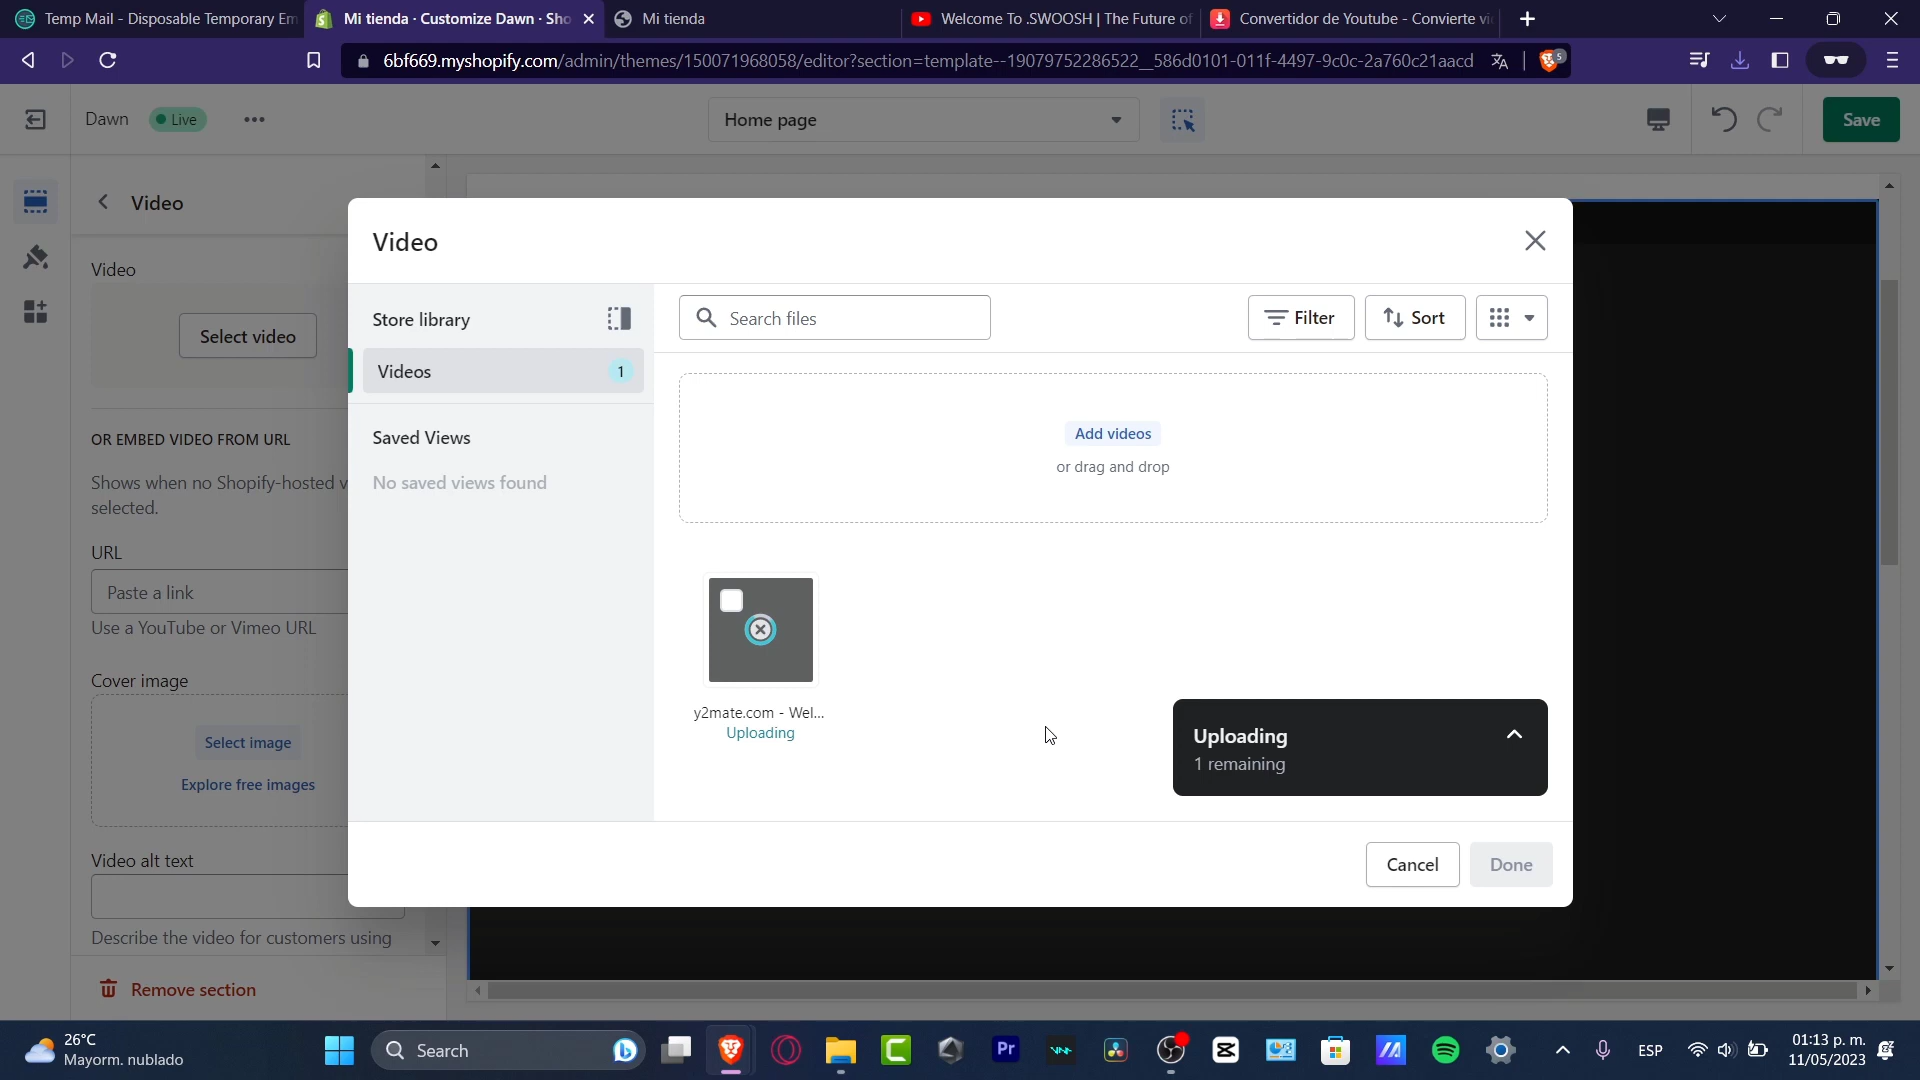 Temp Mail - Disposable Temporary Em
Mi tienda · Customize Dawn · Sho
Mi tienda
Welcome To .SWOOSH | The Future of
Convertidor de Youtube - Convierte vi
6bf669.myshopify.com/admin/themes/150071968058/editor?section=template--19079752286522__586d0101-011f-4497-9c0c-2a760c21aacd
5
Dawn
Live
Home page
Save
Video
Video
Select video
OR EMBED VIDEO FROM URL
Shows when no Shopify-hosted v
selected.
URL
Paste a link
Use a YouTube or Vimeo URL
Cover image
Select image
Explore free images
Video alt text
Describe the video for customers using
Remove section
Video
Store library
Videos
1
Saved Views
No saved views found
Search files
Filter
Sort
Add videos
or drag and drop
y2mate.com - Wel...
Uploading
Uploading
1 remaining
Cancel
Done
26°C
Mayorm. nublado
Search
Pr
ESP
01:13 p. m.
11/05/2023